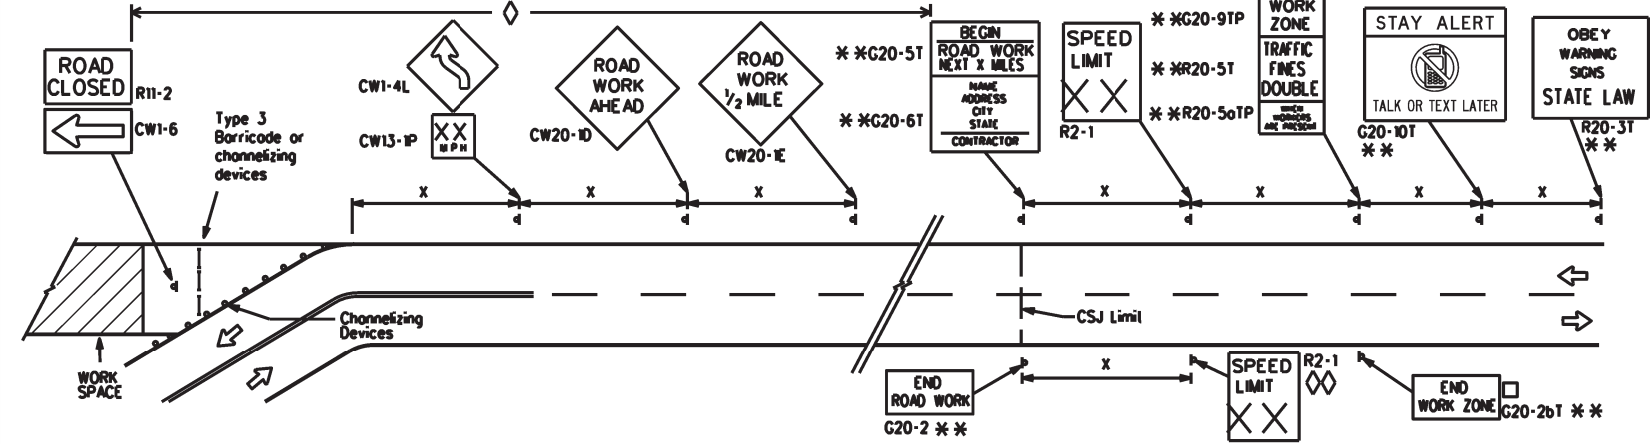 ROAD
CLOSED
R11-2
CW1-6
Type 3
Barricade or
channelizing
devices
CW1-4L
XX
MPH
CW13-1P
ROAD
WORK
AHEAD
CW20-1D
ROAD
WORK
1/2 MILE
CW20-1E
* *G20-5T
* *G20-6T
BEGIN
ROAD WORK
NEXT X MILES
NAME
ADDRESS
CITY
STATE
CONTRACTOR
SPEED
LIMIT
XX
R2-1
* *G20-9TP
* *R20-5T
* *R20-5aTP
WORK
ZONE
TRAFFIC
FINES
DOUBLE
WHEN
WORKERS
ARE PRESENT
STAY ALERT
TALK OR TEXT LATER
G20-10T
* *
OBEY
WARNING
SIGNS
STATE LAW
R20-3T
* *
X
X
X
X
X
X
X
Channelizing
Devices
CSJ Limit
WORK
SPACE
X
END
ROAD WORK
G20-2 * *
SPEED
LIMIT
XX
R2-1
END
WORK ZONE
G20-2bT * *